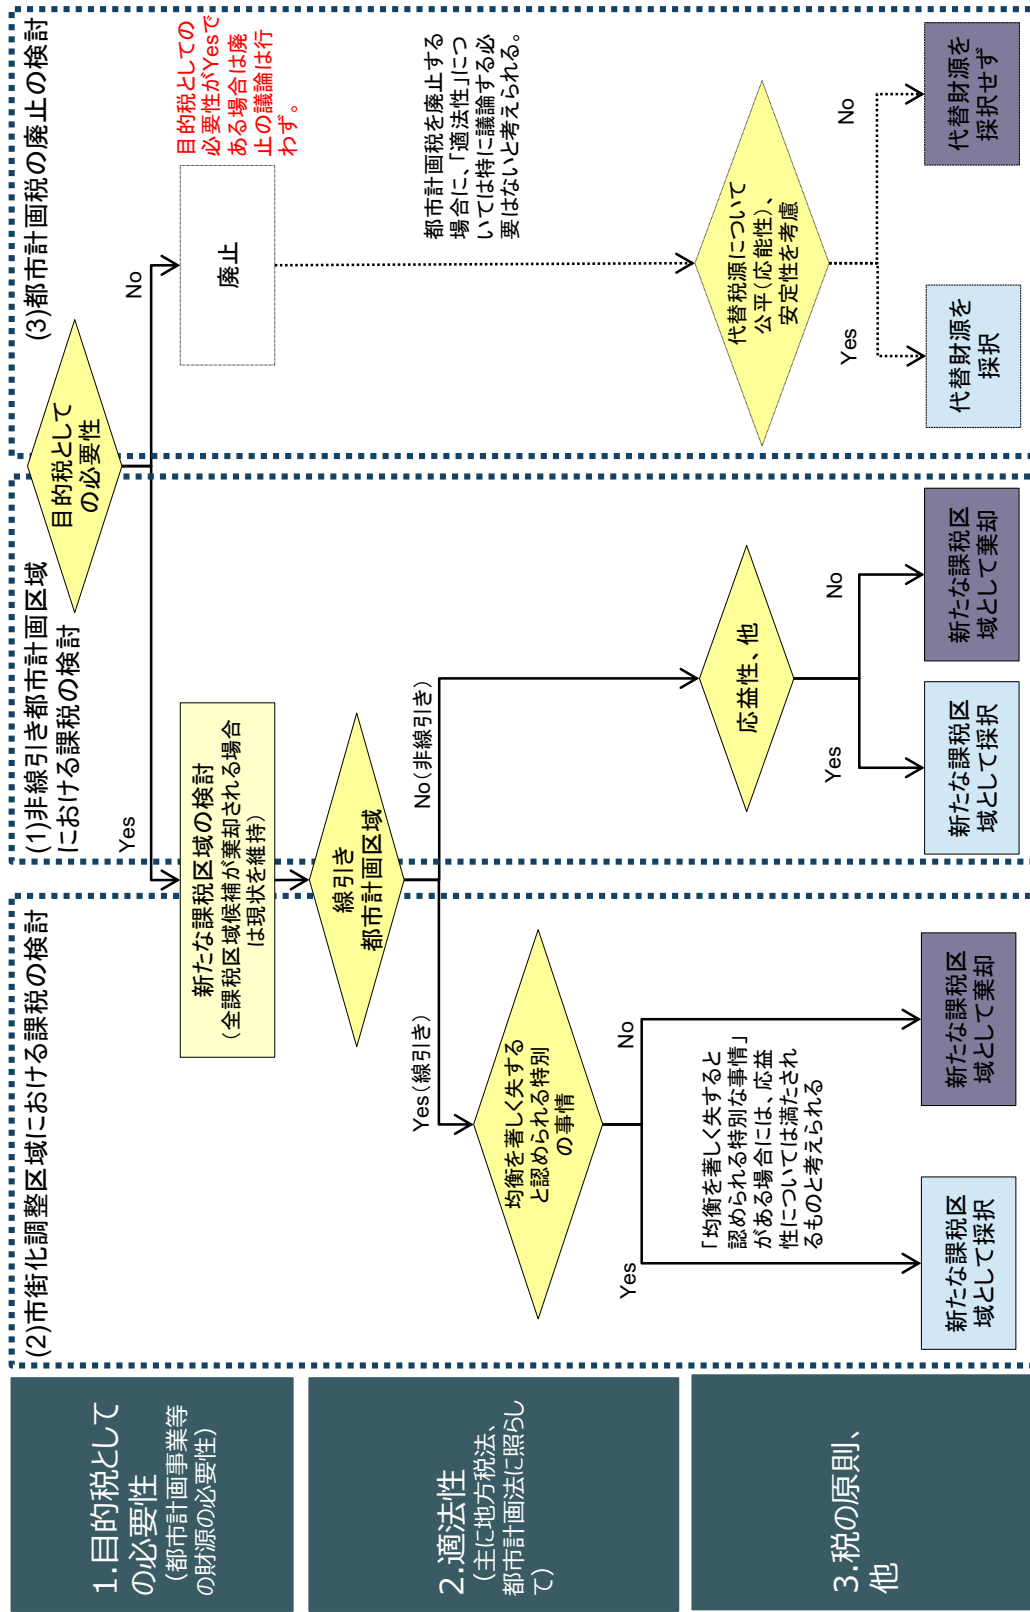 1.目的税として
の必要性
(都市計画事業等
の財源の必要性)
2.適法性
(主に地方税法、
都市計画法に照らし
て)
3.税の原則、
他
(2)市街化調整区域における課税の検討
(1)非線引き都市計画区域
における課税の検討
(3)都市計画税の廃止の検討
目的税として
の必要性
Yes
No
新たな課税区域の検討
(全課税区域候補が棄却される場合
は現状を維持)
廃止
目的税としての
必要性がYesで
ある場合は廃
止の議論は行
わず。
線引き
都市計画区域
Yes(線引き)
No(非線引き)
都市計画税を廃止する
場合に、「適法性」につ
いては特に議論する必
要はないと考えられる。
均衡を著しく失する
と認められる特別
の事情
Yes
No
「均衡を著しく失すると
認められる特別な事情」
がある場合には、応益
性については満たされ
るものと考えられる
応益性、他
Yes
No
代替税源について
公平(応能性)、
安定性を考慮
Yes
No
新たな課税区
域として採択
新たな課税区
域として棄却
新たな課税区
域として採択
新たな課税区
域として棄却
代替財源を
採択
代替財源を
採択せず